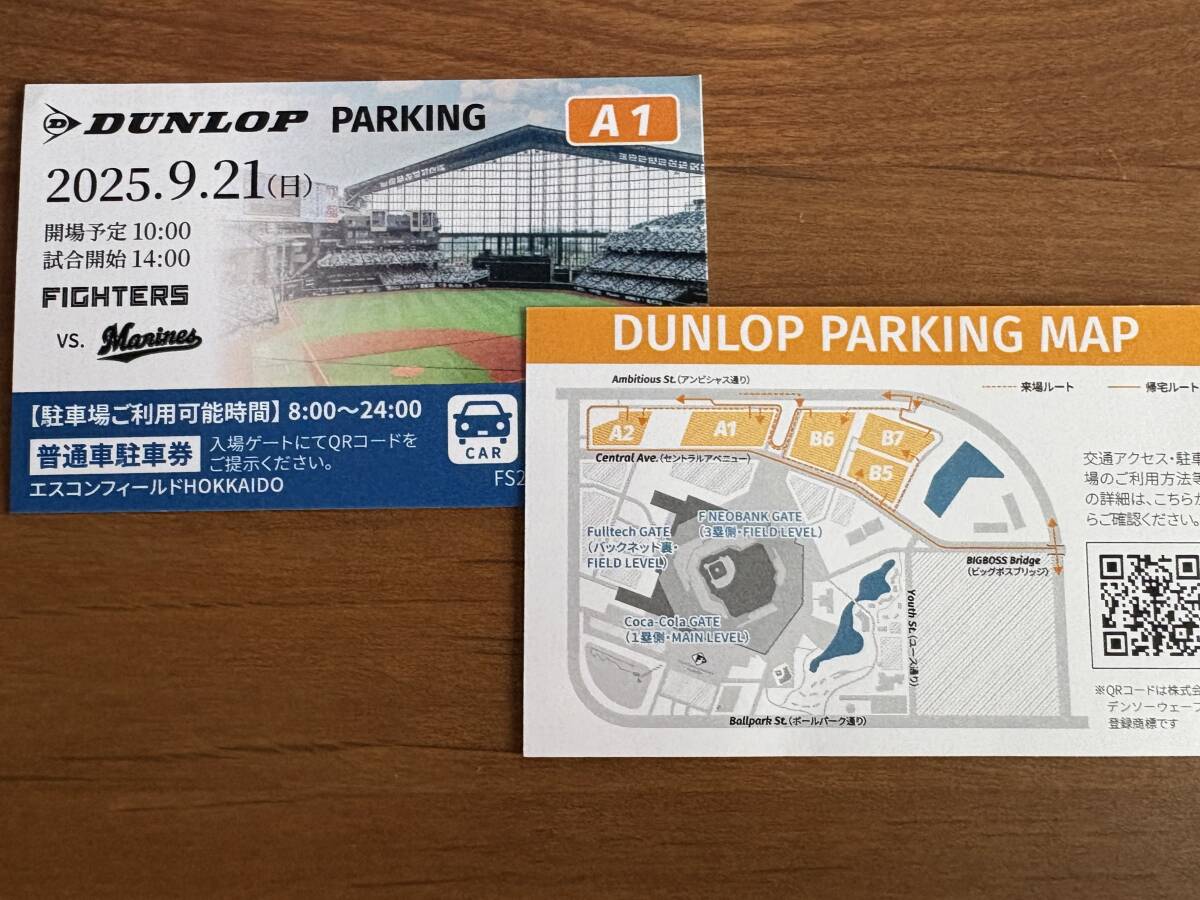 DUNLOP PARKING
A1
2025.9.21(日)
開場予定 10:00
試合開始 14:00
FIGHTERS
VS. Marines
【駐車場ご利用可能時間】8:00〜24:00
普通車駐車券
入場ゲートにてQRコードを
ご提示ください。
エスコンフィールドHOKKAIDO
CAR
FS2
DUNLOP PARKING MAP
Ambitious St.(アンビシャス通り)
来場ルート
帰宅ルート
A2
A1
B6
B7
B5
Central Ave.(セントラルアベニュー)
交通アクセス・駐車
場のご利用方法等
の詳細は、こちらか
らご確認ください。
F NEOBANK GATE
(3塁側・FIELD LEVEL)
Fulltech GATE
(バックネット裏・
FIELD LEVEL)
BIGBOSS Bridge
(ビッグボスブリッジ)
Coca-Cola GATE
(1塁側・MAIN LEVEL)
Youth St.(ユース通り)
Ballpark St.(ボールパーク通り)
※QRコードは株式会
デンソーウェーブ
登録商標です